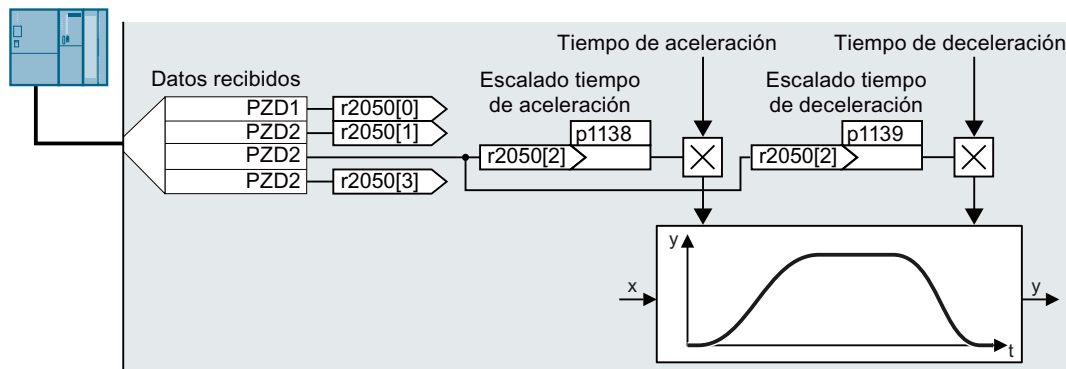 Tiempo de aceleración
Tiempo de deceleración
Datos recibidos
Escalado tiempo
de aceleración
Escalado tiempo
de deceleración
PZD1
r2050[0]
PZD2
r2050[1]
p1138
p1139
PZD2
r2050[2]
r2050[2]
PZD2
r2050[3]
y
x
y
t